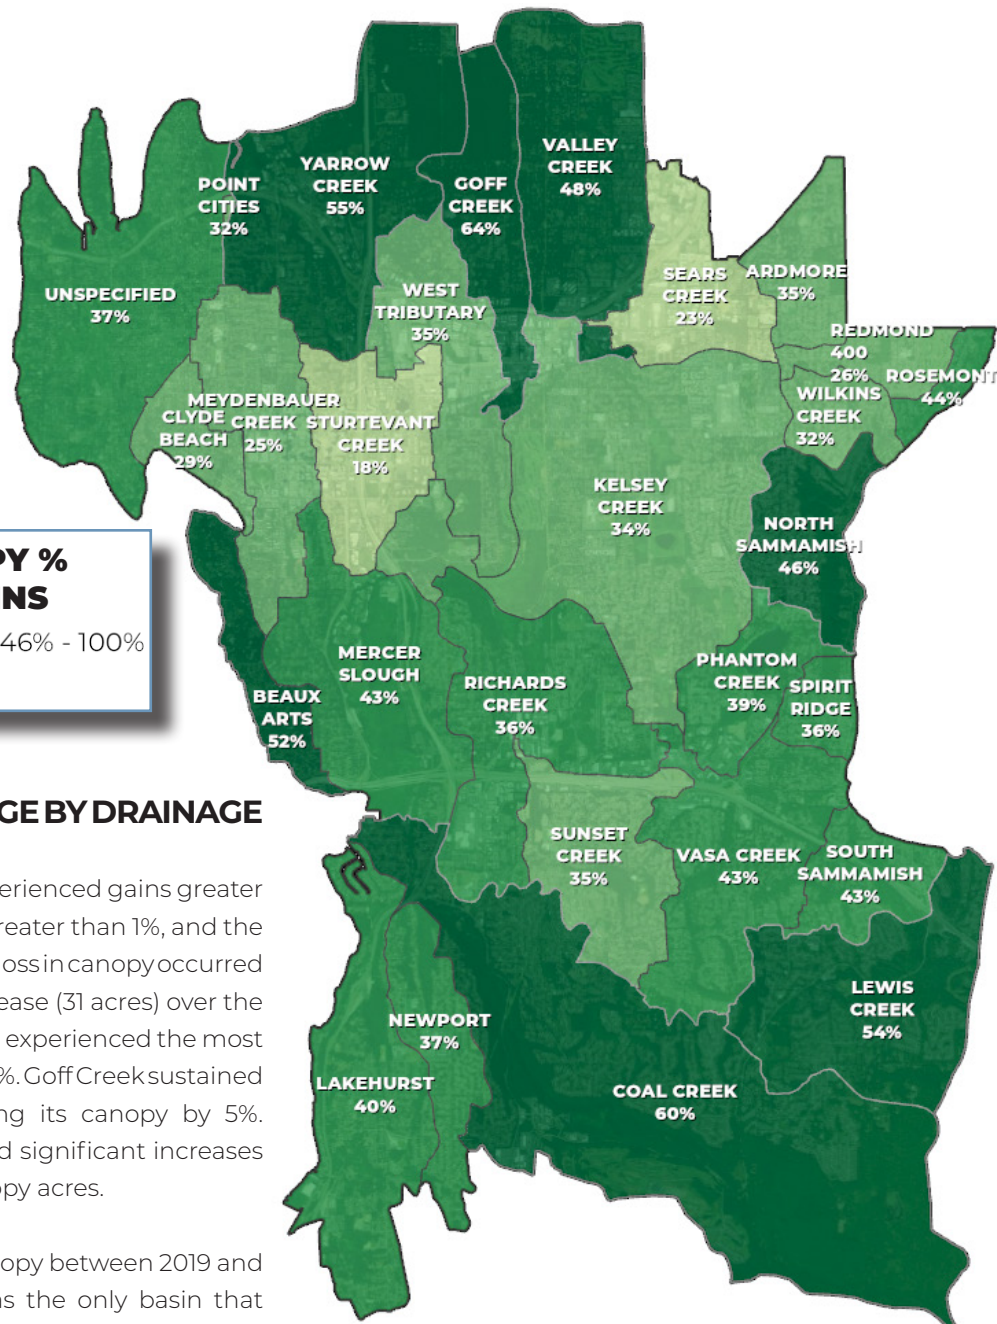 VALLEY
CREEK
48%
YARROW
CREEK
55%
GOFF
CREEK
64%
POINT
CITIES
32%
UNSPECIFIED
37%
WEST
TRIBUTARY
35%
SEARS
CREEK
23%
ARDMORE
35%
REDMOND
400
26%
ROSEMONT
44%
WILKINS
CREEK
32%
MEYDENBAUER
CREEK
25%
CLYDE
BEACH
29%
STURTEVANT
CREEK
18%
KELSEY
CREEK
34%
NORTH
SAMMAMISH
46%
PY %
NS
46% - 100%
MERCER
SLOUGH
43%
RICHARDS
CREEK
36%
PHANTOM
CREEK
39%
SPIRIT
RIDGE
36%
BEAUX
ARTS
52%
SUNSET
CREEK
35%
VASA CREEK
43%
SOUTH
SAMMAMISH
43%
LEWIS
CREEK
54%
NEWPORT
37%
LAKEHURST
40%
COAL CREEK
60%
GE BY DRAINAGE
perienced gains greater
reater than 1%, and the
loss in canopy occurred
ease (31 acres) over the
experienced the most
%. Goff Creek sustained
ng its canopy by 5%.
d significant increases
opy acres.
opy between 2019 and
as the only basin that